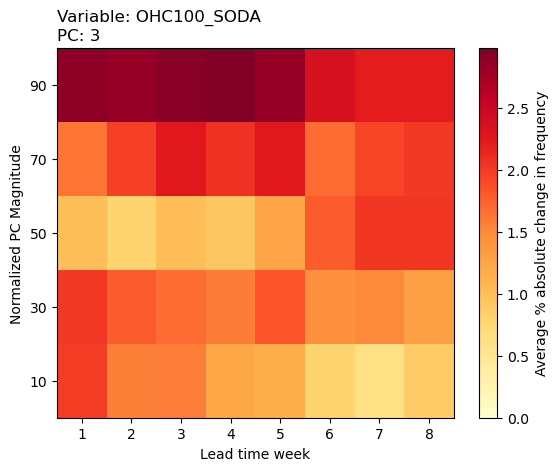 Variable: OHC100_SODA
PC: 3
Normalized PC Magnitude
90
70
50
30
10
1 2 3 4 5 6 7 8
Lead time week
2.5
2.0
1.5
1.0
0.5
0.0
Average % absolute change in frequency